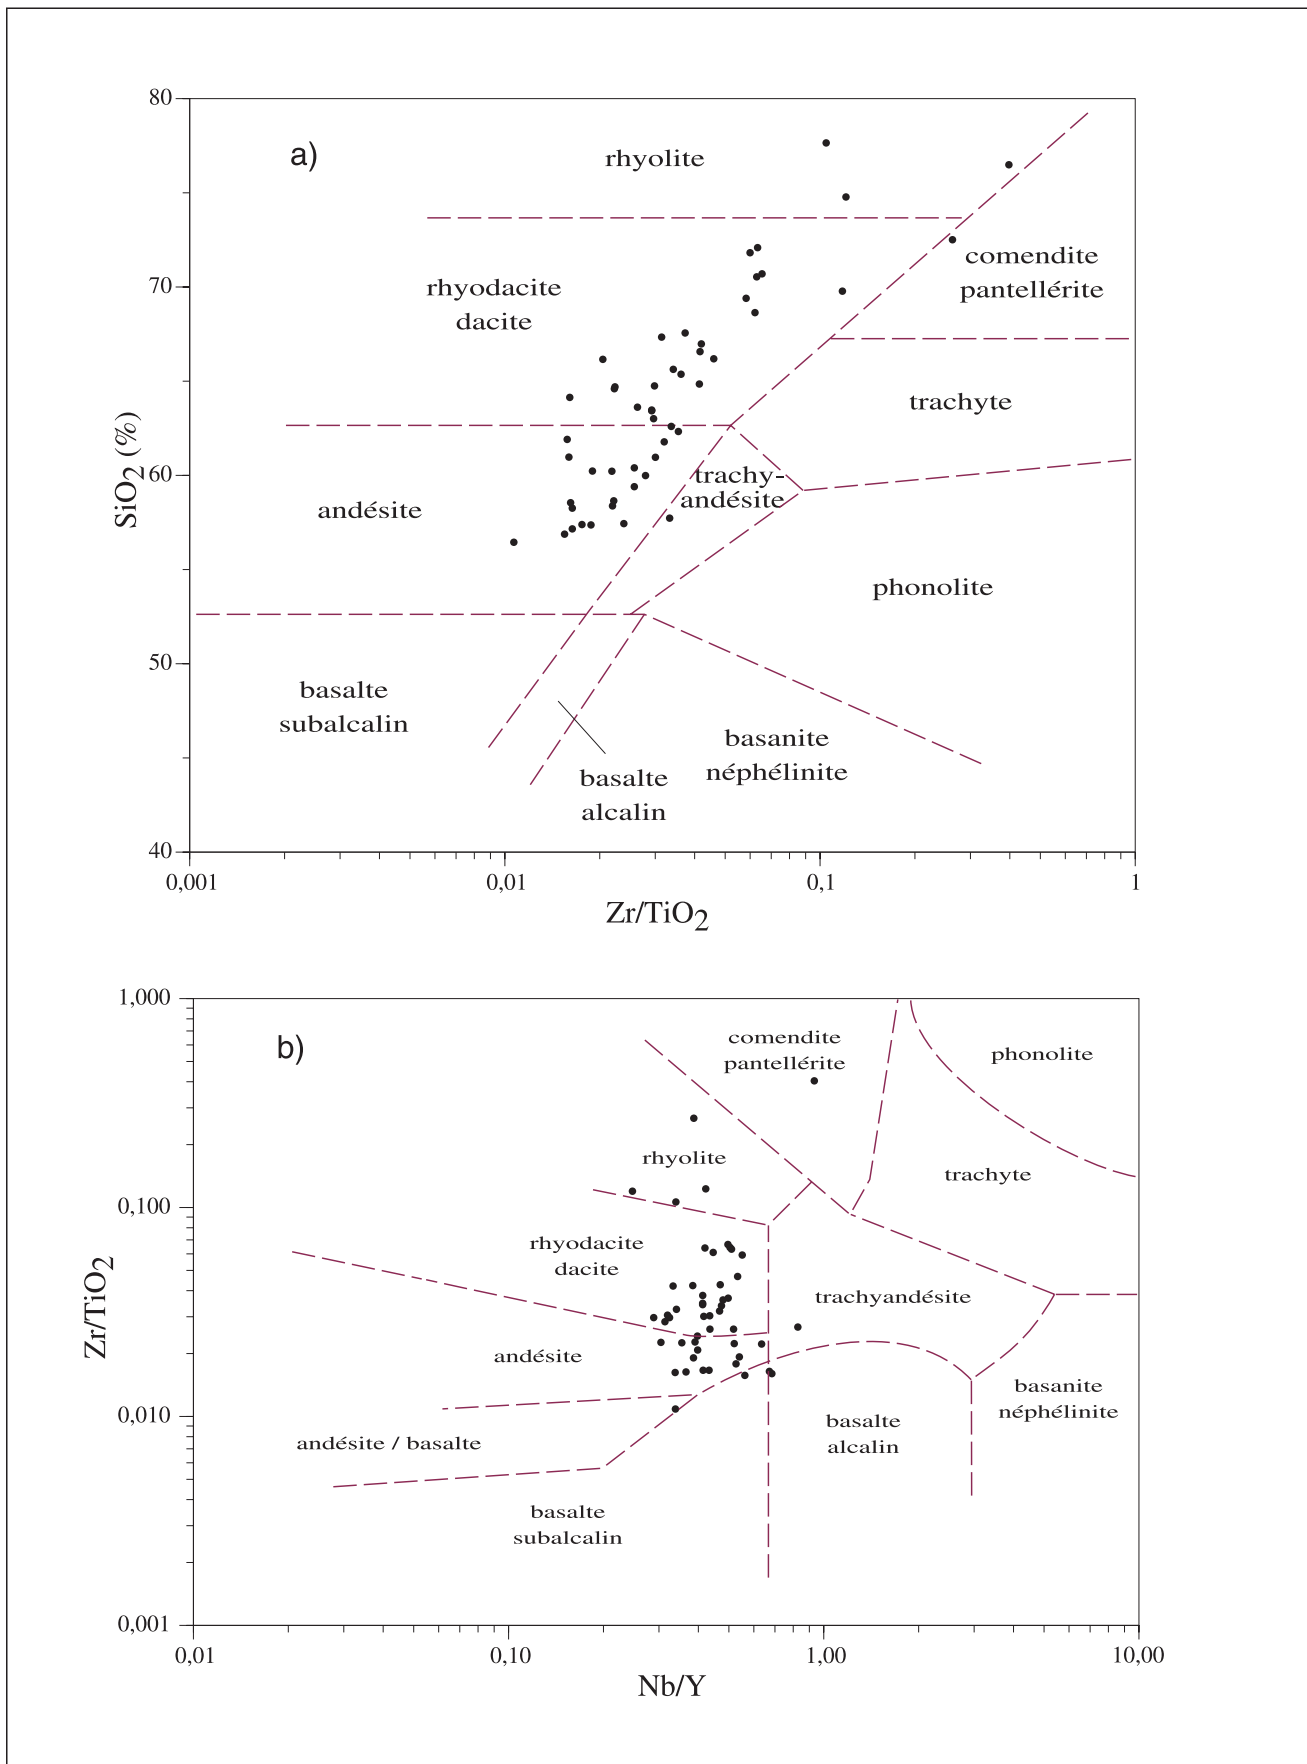 80
a)
rhyolite
comendite
pantellérite
70
rhyodacite
dacite
trachyte
SiO2 (%)
60
trachy-
andésite
andésite
phonolite
50
basalte
subalcalin
basanite
néphélinite
basalte
alcalin
40
0,001
0,01
0,1
1
Zr/TiO2
1,000
b)
comendite
pantellérite
phonolite
rhyolite
trachyte
0,100
rhyodacite
dacite
trachyandésite
Zr/TiO2
andésite
basanite
néphélinite
0,010
basalte
alcalin
andésite / basalte
basalte
subalcalin
0,001
0,01
0,10
1,00
10,00
Nb/Y